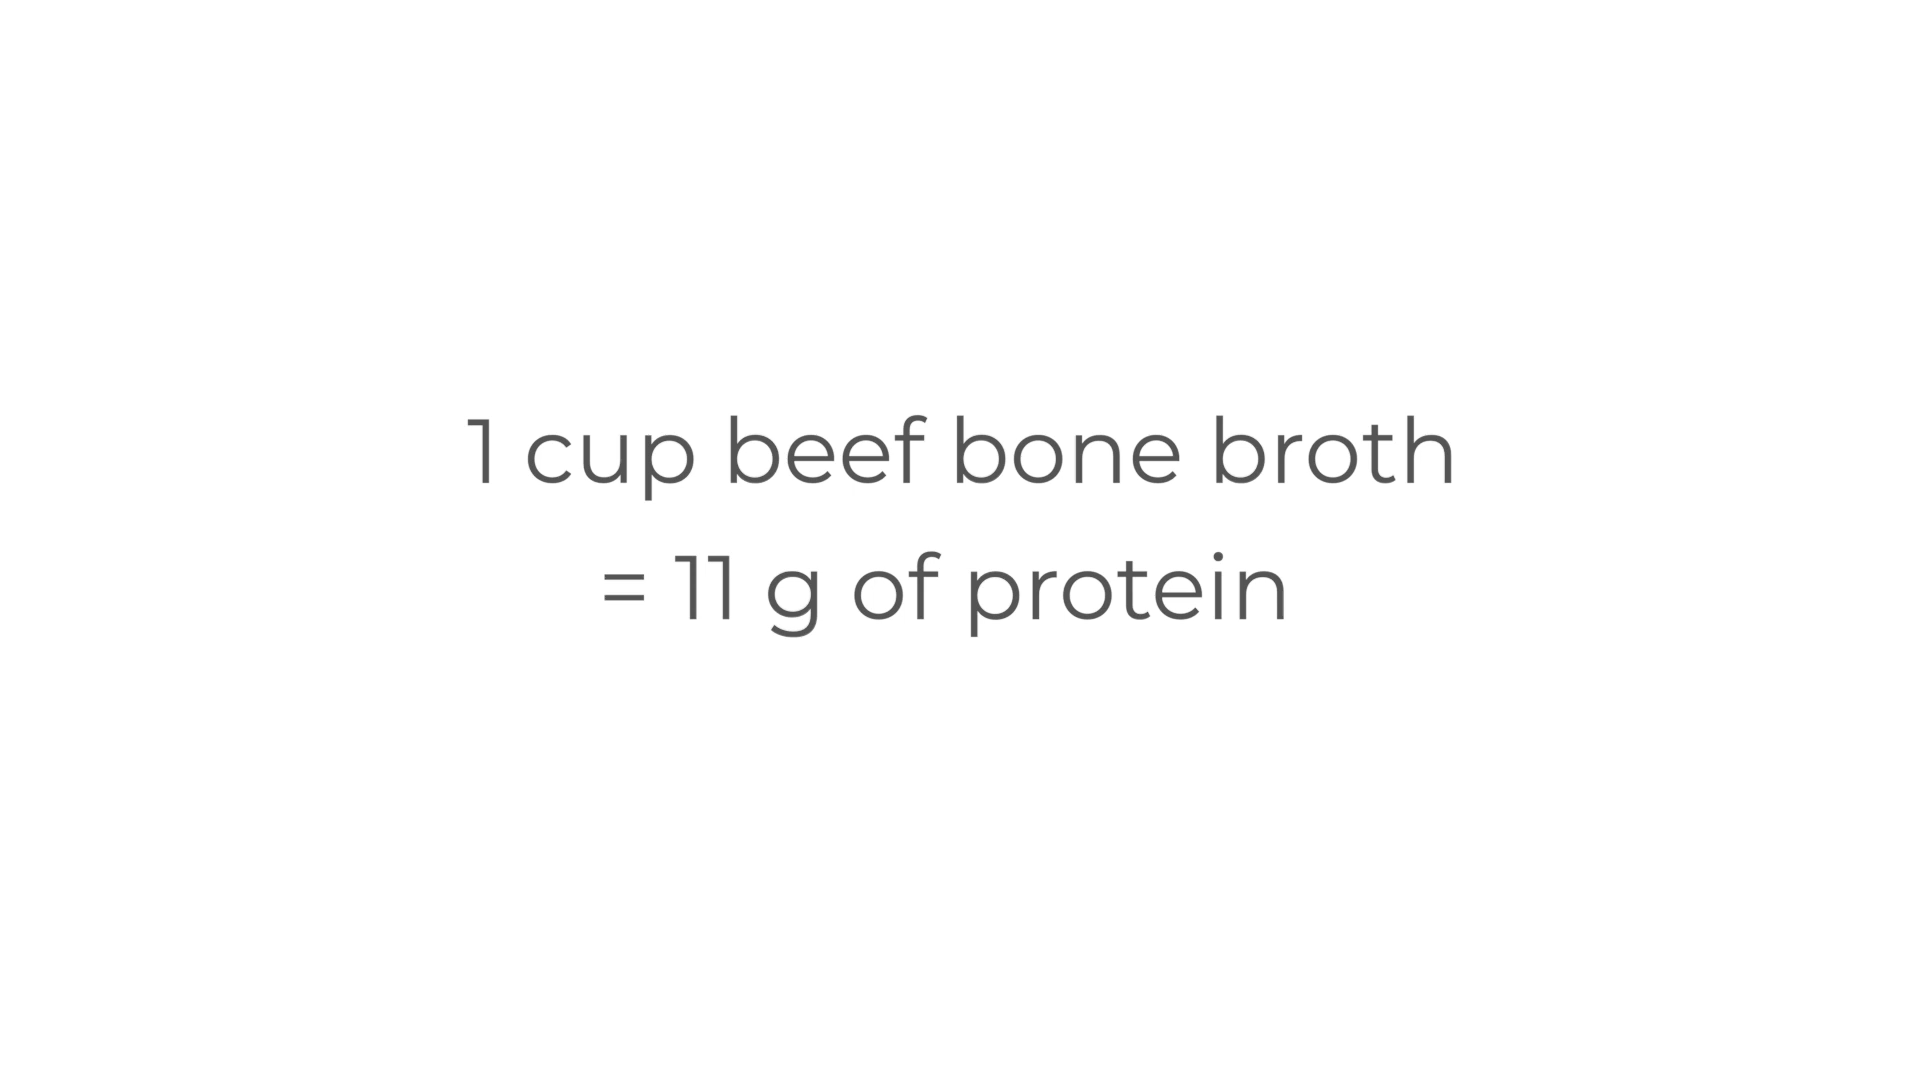 1 cup beef bone broth
= 11 g of protein